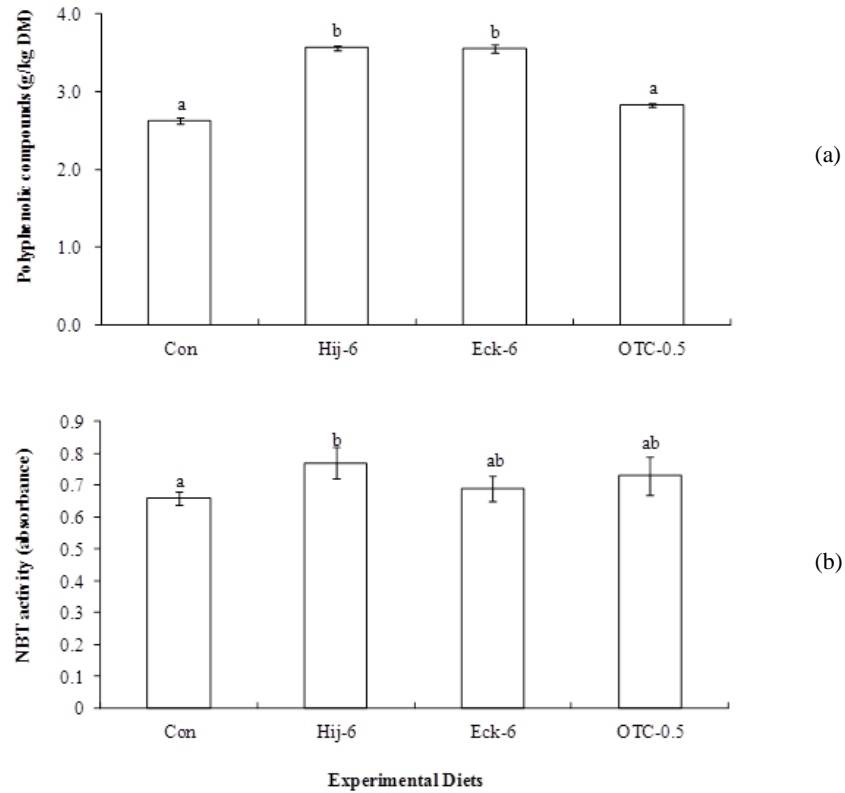 Polyphenolic compounds (g/kg DM)
4.0
3.0
2.0
1.0
0.0
a
b
b
a
Con
Hij-6
Eck-6
OTC-0.5
(a)
NBT activity (absorbance)
0.9
0.8
0.7
0.6
0.5
0.4
0.3
0.2
0.1
0
a
b
ab
ab
Con
Hij-6
Eck-6
OTC-0.5
(b)
Experimental Diets